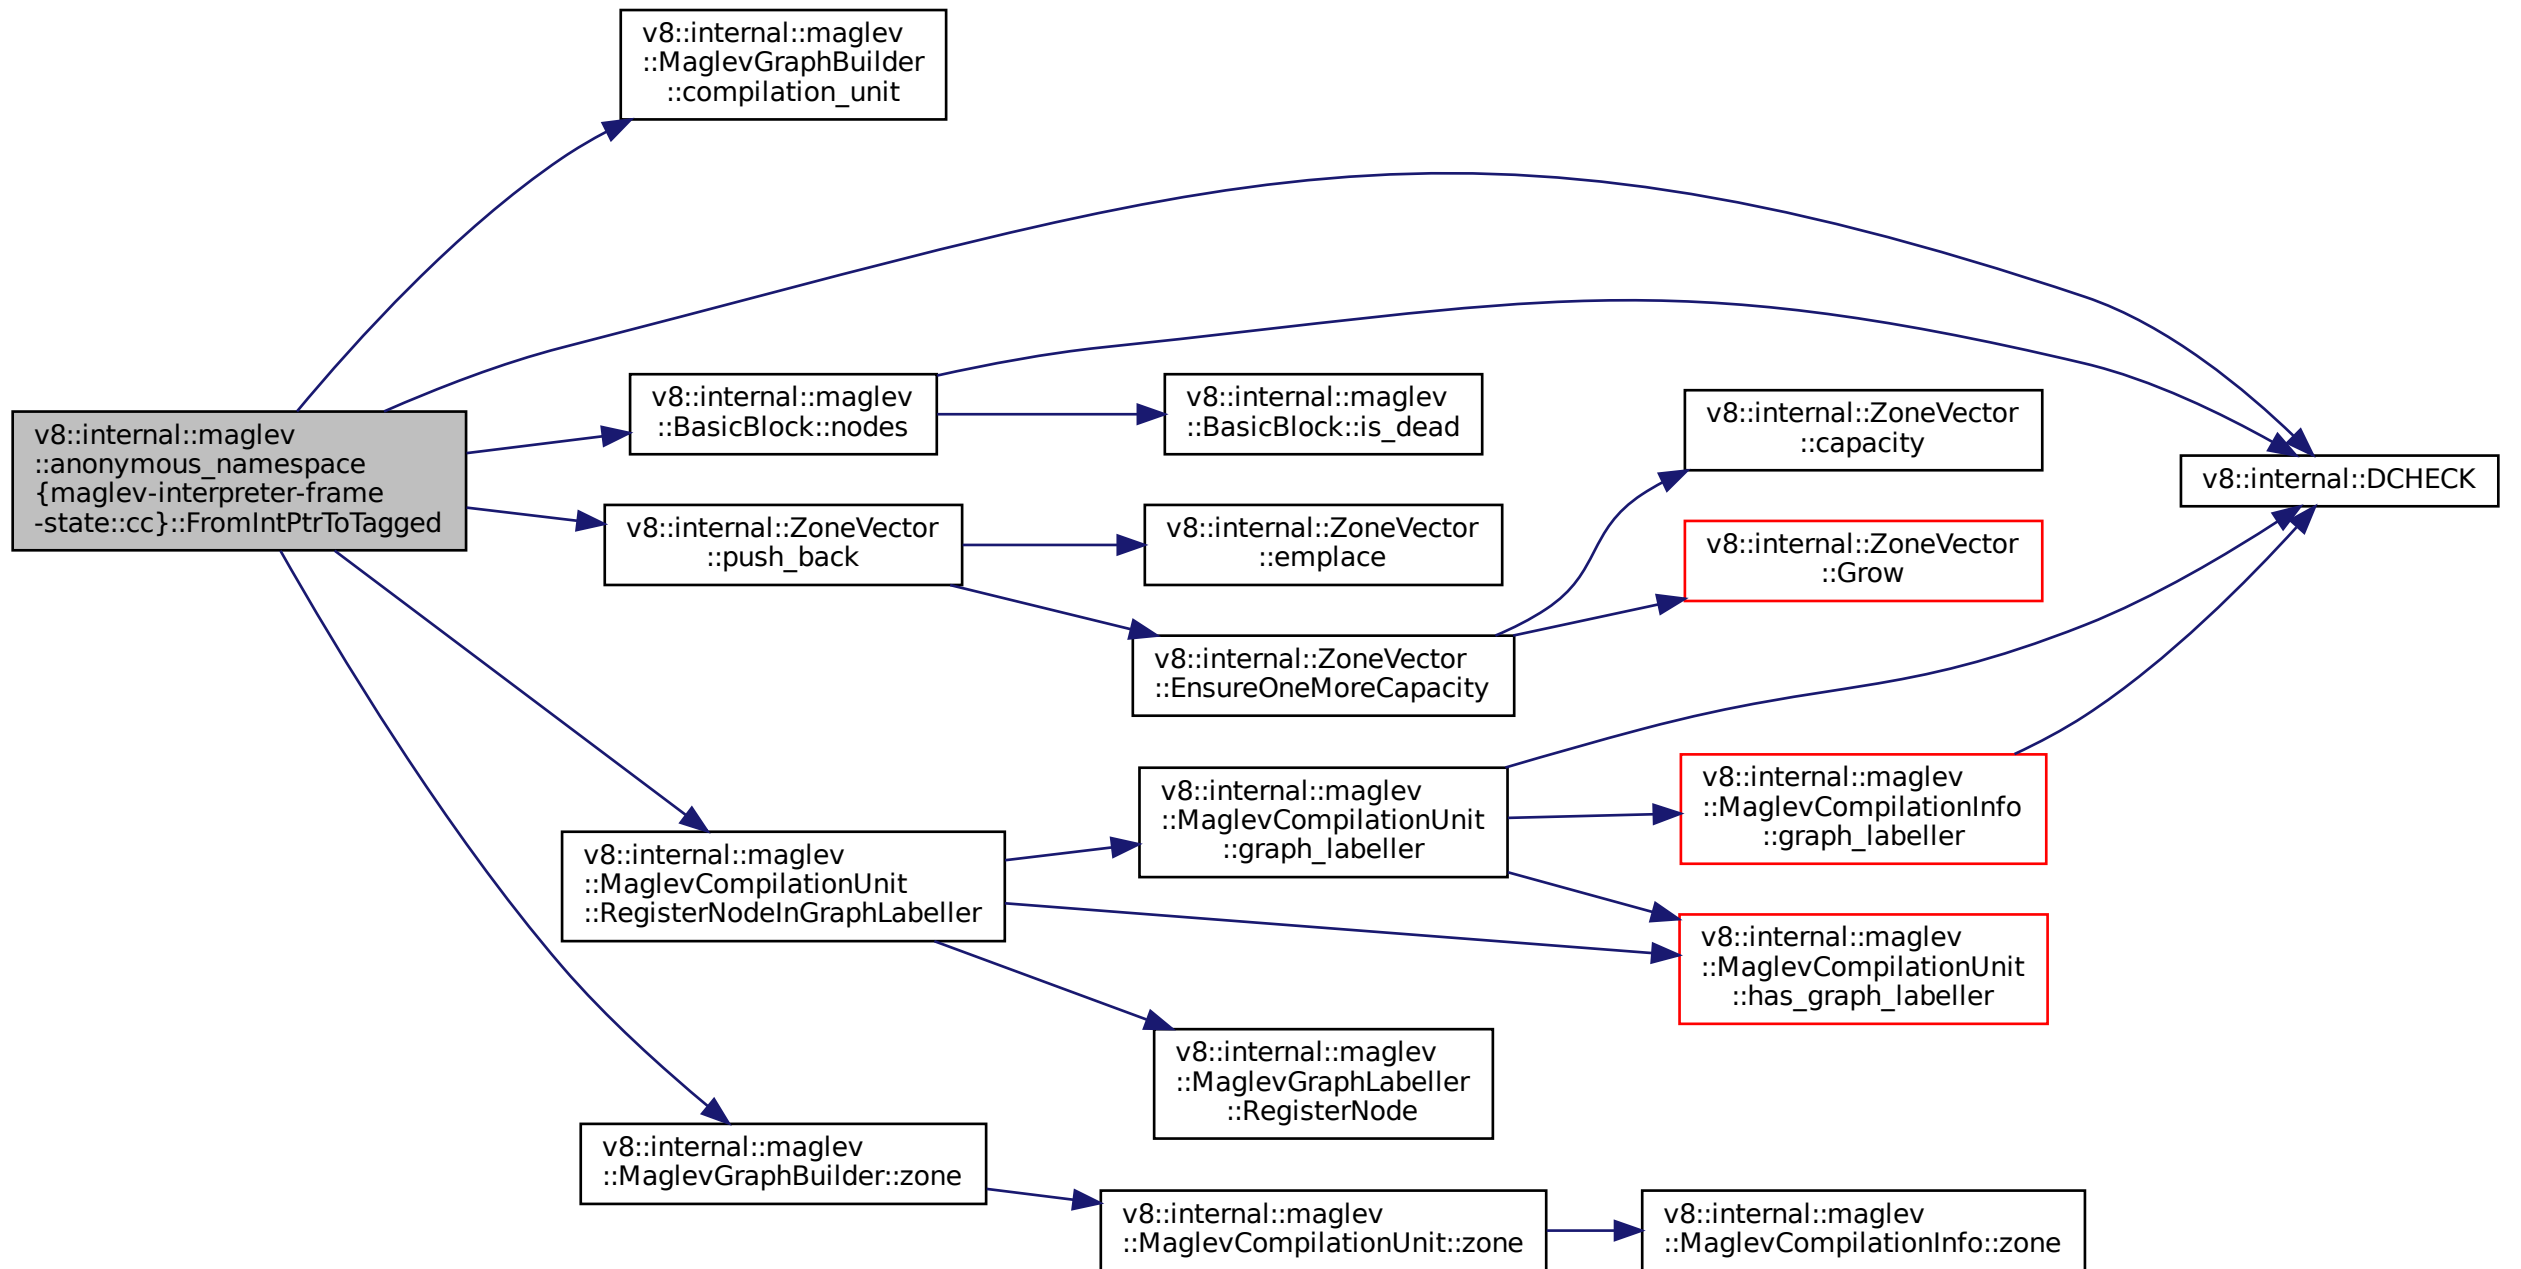 v8::internal::maglev
::MaglevGraphBuilder
::compilation_unit
v8::internal::maglev
::anonymous_namespace
{maglev-interpreter-frame
-state::cc}::FromIntPtrToTagged
v8::internal::maglev
::BasicBlock::nodes
v8::internal::maglev
::BasicBlock::is_dead
v8::internal::ZoneVector
::capacity
v8::internal::DCHECK
v8::internal::ZoneVector
::push_back
v8::internal::ZoneVector
::emplace
v8::internal::ZoneVector
::Grow
v8::internal::ZoneVector
::EnsureOneMoreCapacity
v8::internal::maglev
::MaglevCompilationUnit
::graph_labeller
v8::internal::maglev
::MaglevCompilationInfo
::graph_labeller
v8::internal::maglev
::MaglevCompilationUnit
::RegisterNodeInGraphLabeller
v8::internal::maglev
::MaglevCompilationUnit
::has_graph_labeller
v8::internal::maglev
::MaglevGraphLabeller
::RegisterNode
v8::internal::maglev
::MaglevGraphBuilder::zone
v8::internal::maglev
::MaglevCompilationUnit::zone
v8::internal::maglev
::MaglevCompilationInfo::zone